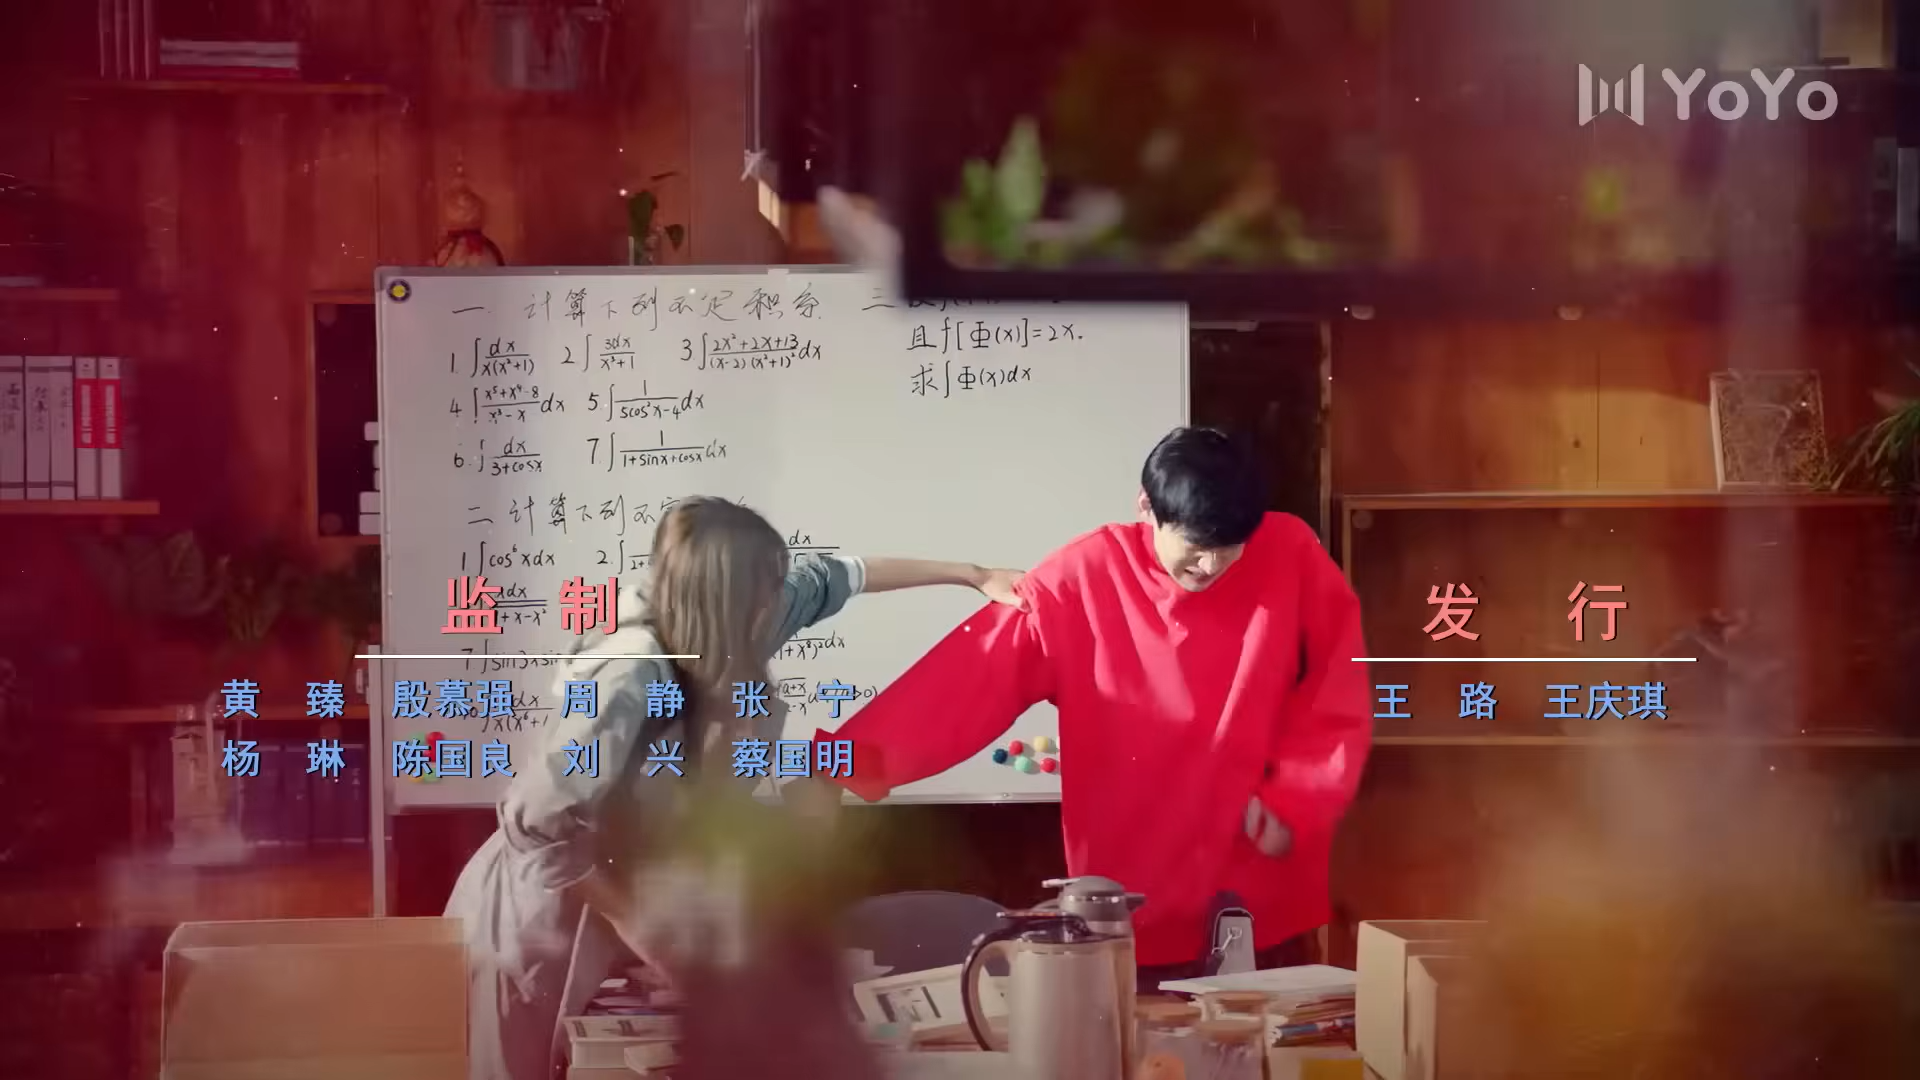 YoYo
一. 计算下列不定积分
1. ∫dx/x(x²+1) 2 ∫3dx/x³+1 3 ∫2x²+2x+13/(x-2)(x²+1)²dx
4 ∫x⁵+x⁴-8/x³-x dx 5. ∫1/5cos²x-4 dx
6. ∫dx/3+cosx 7. ∫1/1+sinx+cosx dx
三
且f[Φ(x)]=2x.
求∫Φ(x)dx
二 计算下列不定
1 ∫cos⁶xdx 2. ∫
监 制
黄 臻 殷慕强 周 静 张 宁
杨 琳 陈国良 刘 兴 蔡国明
发 行
王 路 王庆琪